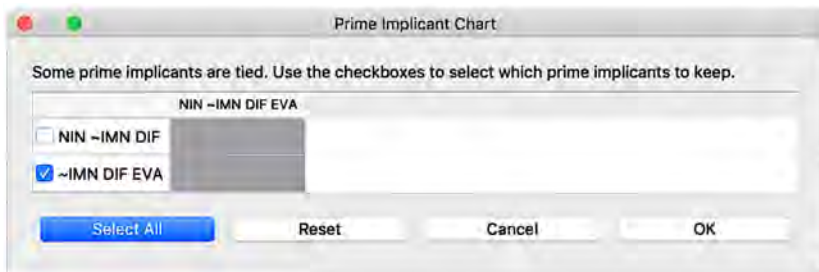 Prime Implicant Chart
Some prime implicants are tied. Use the checkboxes to select which prime implicants to keep.
NIN ~IMN DIF EVA
NIN ~IMN DIF
~IMN DIF EVA
Select All Reset Cancel OK